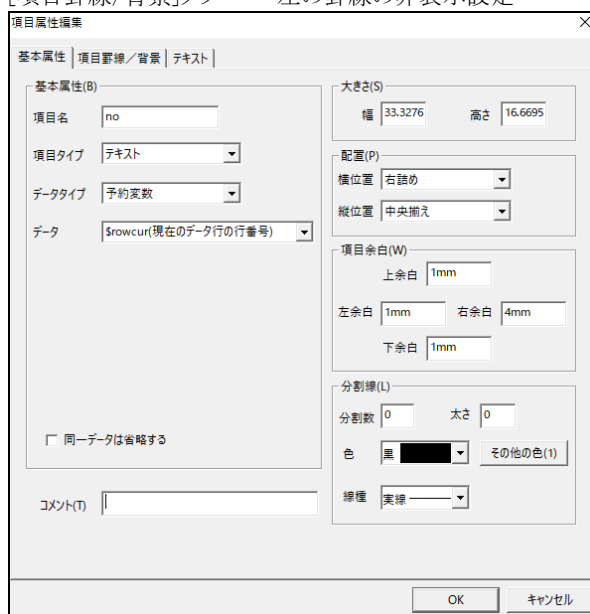 項目属性編集
基本属性 項目罫線／背景 テキスト
基本属性(B)
項目名 no
項目タイプ テキスト
データタイプ 予約変数
データ $rowcur(現在のデータ行の行番号)
同一データは省略する
コメント(T)
大きさ(S)
幅 33.3276 高さ 16.6695
配置(P)
横位置 右詰め
縦位置 中央揃え
項目余白(W)
上余白 1mm
左余白 1mm 右余白 4mm
下余白 1mm
分割線(L)
分割数 0 太さ 0
色 黒 その他の色(1)
線種 実線
OK キャンセル